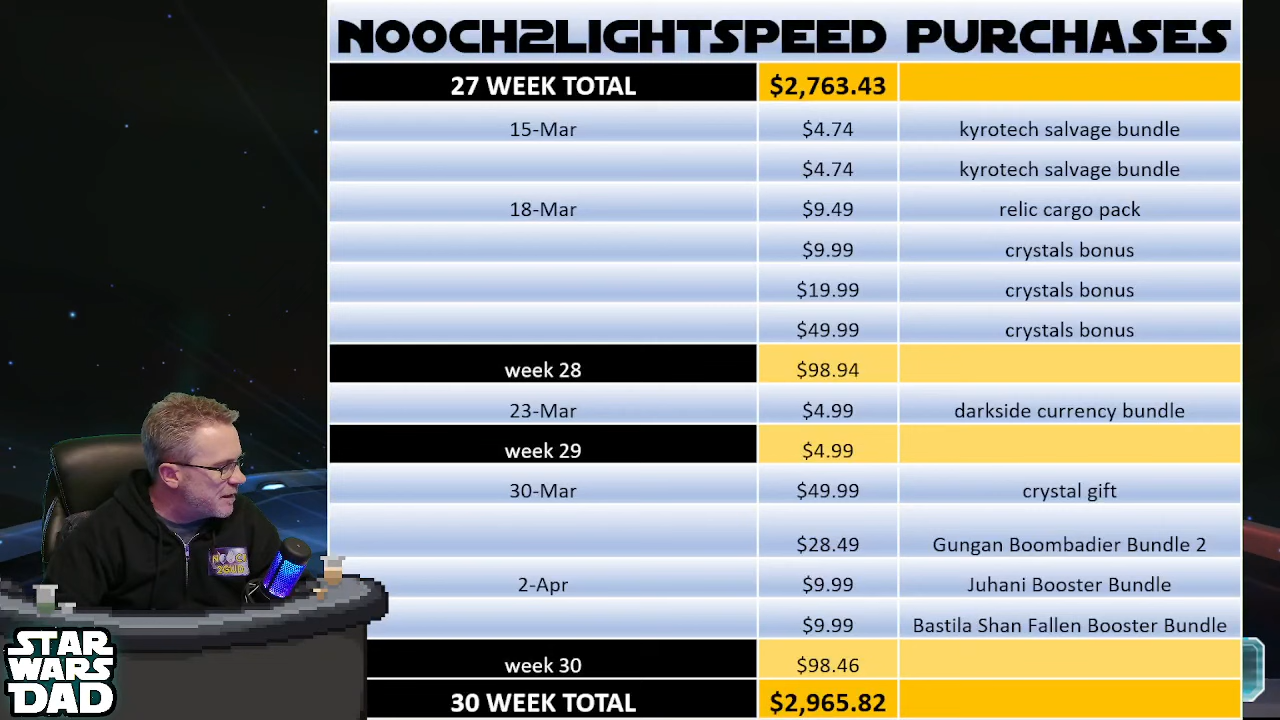 NOOCH2LIGHTSPEED PURCHASES
27 WEEK TOTAL $2,763.43
15-Mar $4.74 kyrotech salvage bundle
$4.74 kyrotech salvage bundle
18-Mar $9.49 relic cargo pack
$9.99 crystals bonus
$19.99 crystals bonus
$49.99 crystals bonus
week 28 $98.94
23-Mar $4.99 darkside currency bundle
week 29 $4.99
30-Mar $49.99 crystal gift
$28.49 Gungan Boombadier Bundle 2
2-Apr $9.99 Juhani Booster Bundle
$9.99 Bastila Shan Fallen Booster Bundle
week 30 $98.46
30 WEEK TOTAL $2,965.82
STAR
WARS
DAD